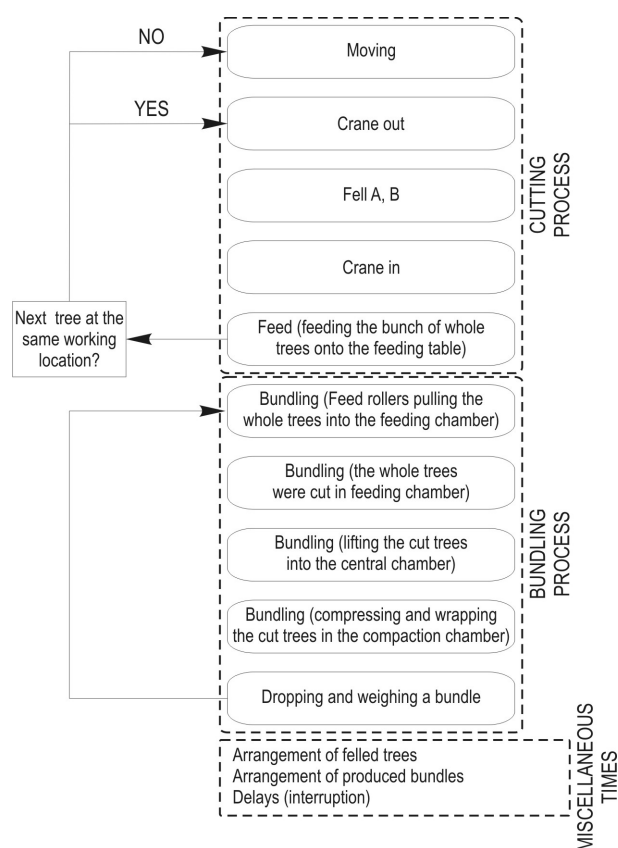 NO
Moving
YES
Crane out
Fell A, B
Crane in
CUTTING
PROCESS
Next tree at the
same working
location?
Feed (feeding the bunch of whole
trees onto the feeding table)
Bundling (Feed rollers pulling the
whole trees into the feeding chamber)
Bundling (the whole trees
were cut in feeding chamber)
Bundling (lifting the cut trees
into the central chamber)
Bundling (compressing and wrapping
the cut trees in the compaction chamber)
Dropping and weighing a bundle
BUNDLING
PROCESS
Arrangement of felled trees
Arrangement of produced bundles
Delays (interruption)
MISCELLANEOUS
TIMES